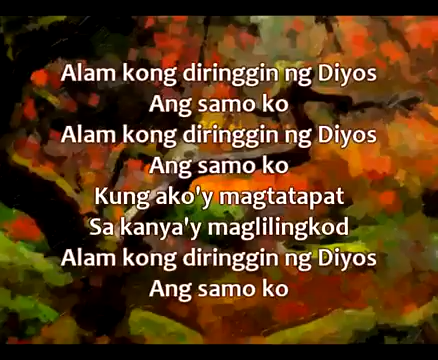 Alam kong diringgin ng Diyos
Ang samo ko
Alam kong diringgin ng Diyos
Ang samo ko
Kung ako'y magtatapat
Sa kanya'y maglilingkod
Alam kong diringgin ng Diyos
Ang samo ko